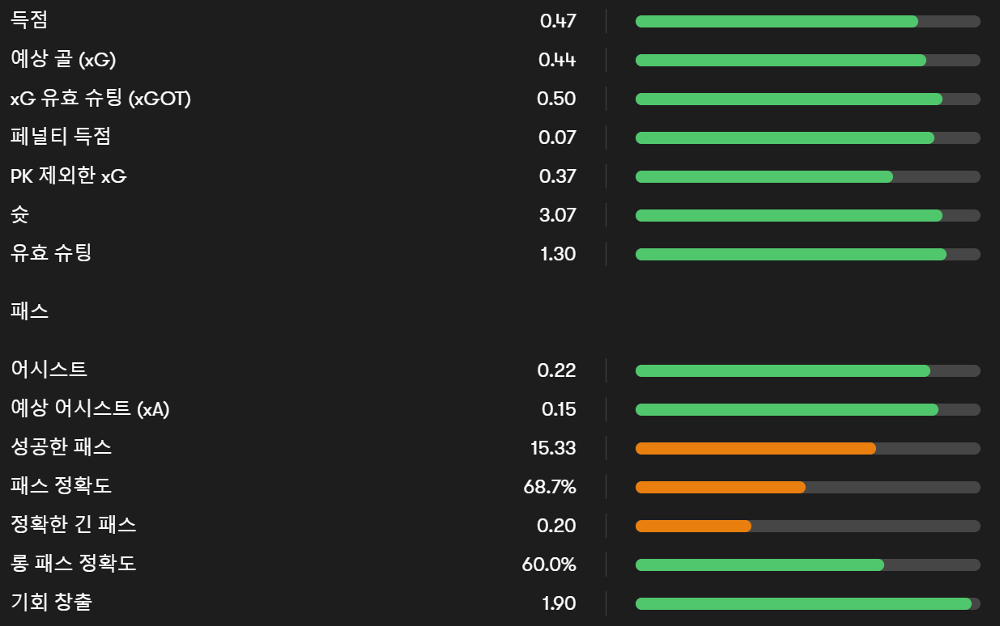 득점 0.47
예상 골 (xG) 0.44
xG 유효 슈팅 (xGOT) 0.50
페널티 득점 0.07
PK 제외한 xG 0.37
슛 3.07
유효 슈팅 1.30
패스
어시스트 0.22
예상 어시스트 (xA) 0.15
성공한 패스 15.33
패스 정확도 68.7%
정확한 긴 패스 0.20
롱 패스 정확도 60.0%
기회 창출 1.90